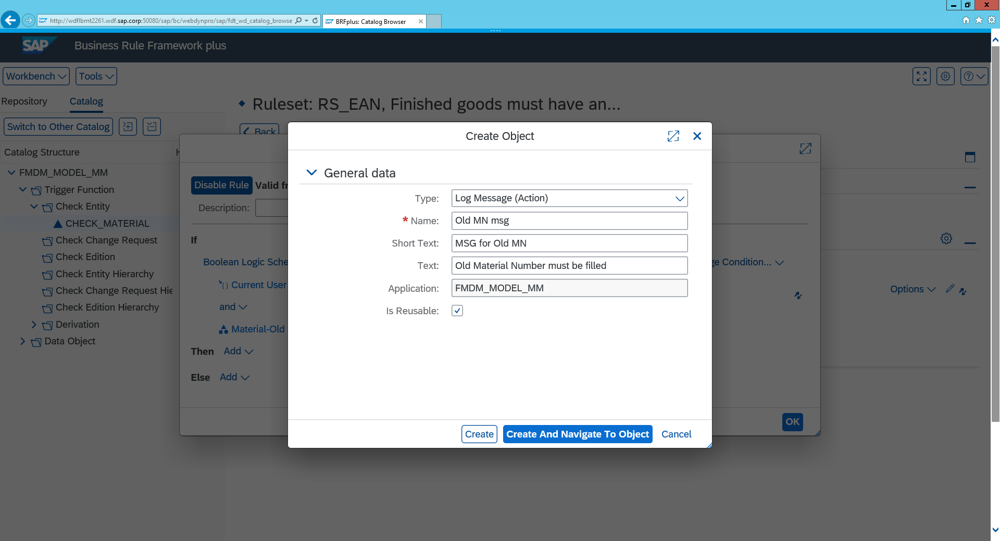 http://wdflbmt2261.wdf.sap.corp:50080/sap/bc/webdynpro/sap/fdt_wd_catalog_browse
BRFplus: Catalog Browser
SAP
Business Rule Framework plus
Workbench
Tools
Repository
Catalog
Ruleset: RS_EAN, Finished goods must have an...
Switch to Other Catalog
Back
Catalog Structure
FMDM_MODEL_MM
Trigger Function
Check Entity
CHECK_MATERIAL
Check Change Request
Check Edition
Check Entity Hierarchy
Check Change Request Hie
Check Edition Hierarchy
Derivation
Data Object
Disable Rule
Valid fr
Description:
If
Boolean Logic Sche
Current User
and
Material-Old
Then Add
Else Add
ge Condition...
Options
OK
Create Object
General data
Type: Log Message (Action)
* Name: Old MN msg
Short Text: MSG for Old MN
Text: Old Material Number must be filled
Application: FMDM_MODEL_MM
Is Reusable:
Create
Create And Navigate To Object
Cancel